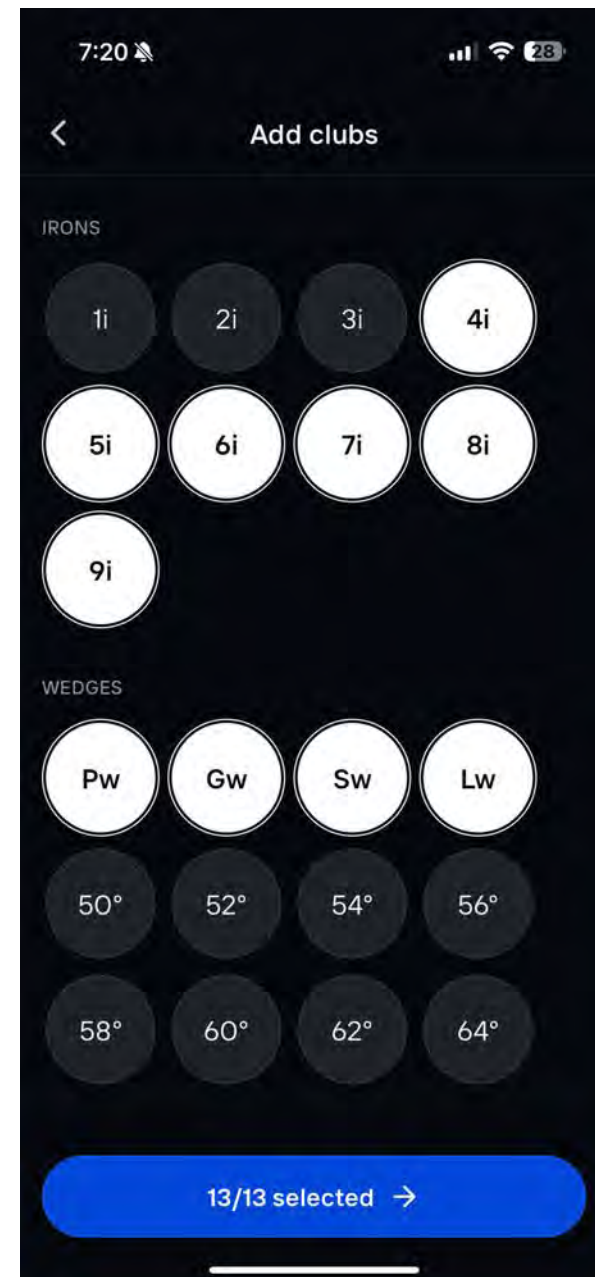 7:20 28
Add clubs
IRONS
1i 2i 3i 4i
5i 6i 7i 8i
9i
WEDGES
Pw Gw Sw Lw
50° 52° 54° 56°
58° 60° 62° 64°
13/13 selected →